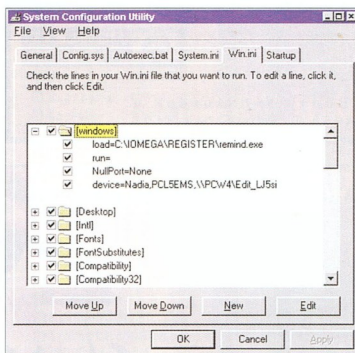 System Configuration Utility
File View Help
General Config.sys Autoexec.bat System.ini Win.ini Startup
Check the lines in your Win.ini file that you want to run. To edit a line, click it,
and then click Edit.
[windows]
load=C:\IOMEGA\REGISTER\remind.exe
run=
NullPort=None
device=Nadia,PCL5EMS,\\PCW4\Edit_LJ5si
[Desktop]
[Intl]
[Fonts]
[FontSubstitutes]
[Compatibility]
[Compatibility32]
Move Up Move Down New Edit
OK Cancel Apply